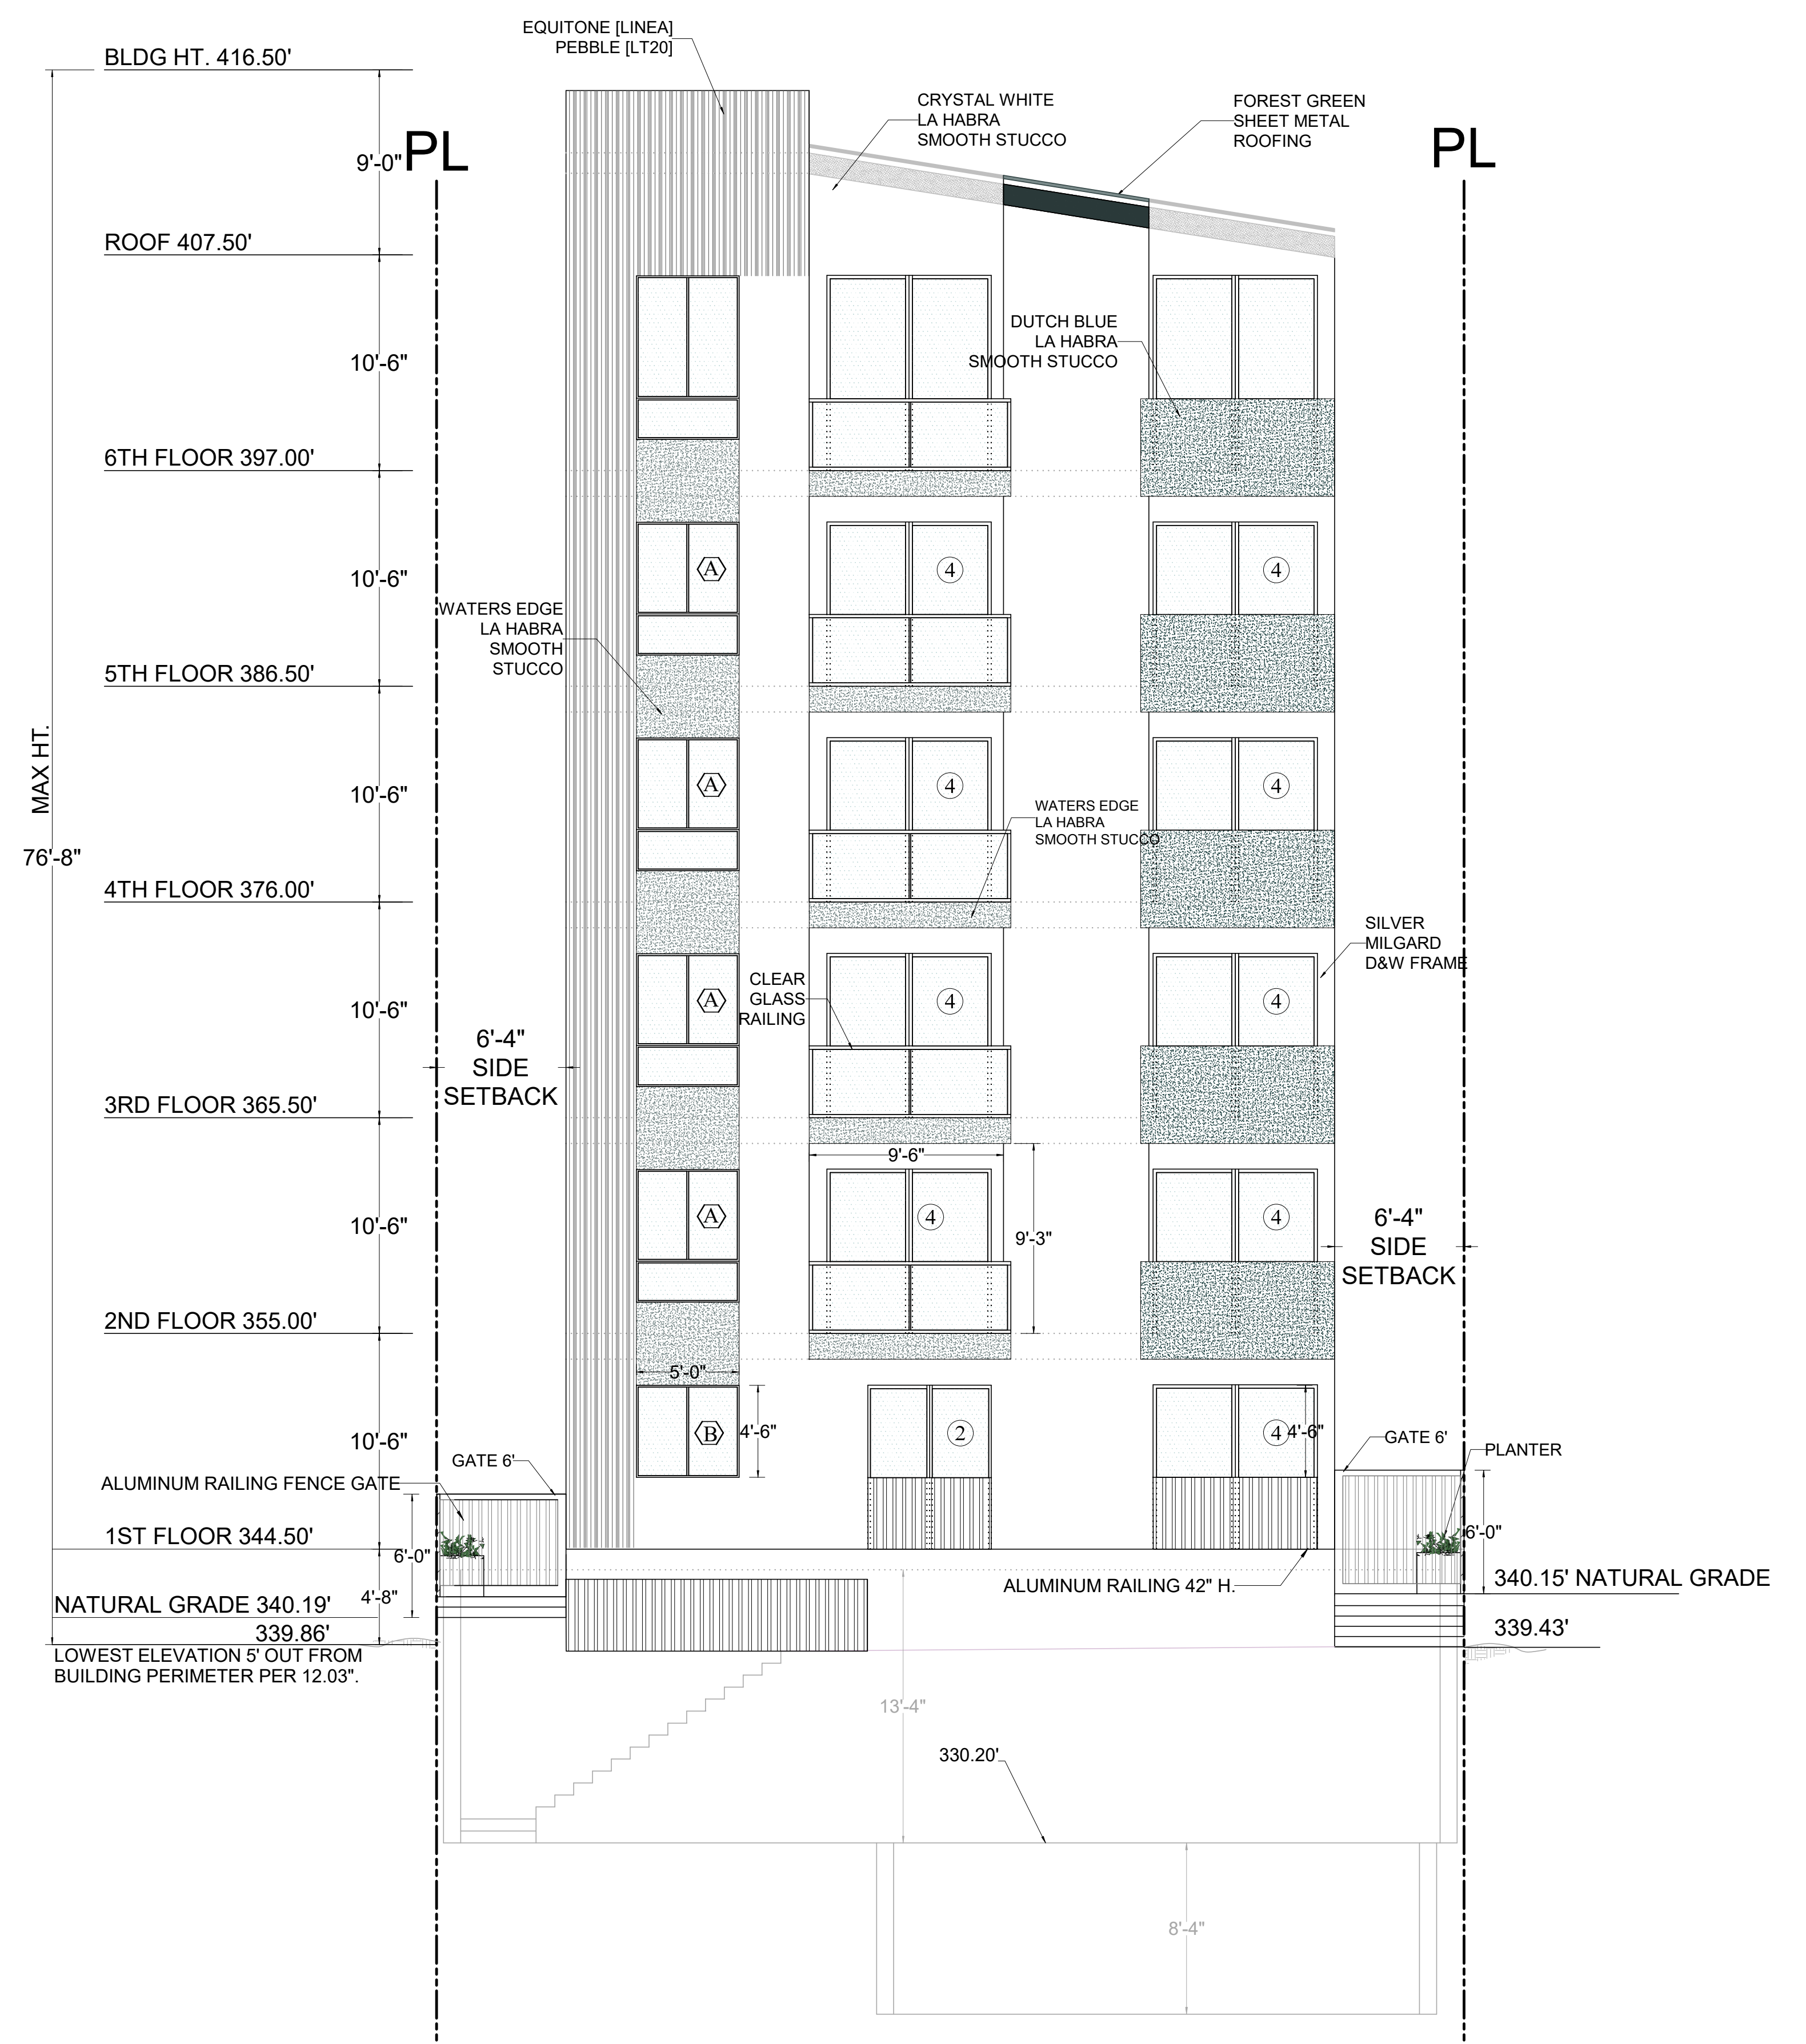 EQUITONE [LINEA]
PEBBLE [LT20]
BLDG HT. 416.50'
CRYSTAL WHITE
LA HABRA
SMOOTH STUCCO
FOREST GREEN
SHEET METAL
ROOFING
9'-0"
PL
PL
ROOF 407.50'
DUTCH BLUE
LA HABRA
SMOOTH STUCCO
10'-6"
6TH FLOOR 397.00'
A
4
4
10'-6"
WATERS EDGE
LA HABRA
SMOOTH
STUCCO
5TH FLOOR 386.50'
MAX HT.
76'-8"
10'-6"
A
4
4
WATERS EDGE
LA HABRA
SMOOTH STUCCO
4TH FLOOR 376.00'
SILVER
MILGARD
D&W FRAME
CLEAR
GLASS
RAILING
10'-6"
A
4
4
6'-4"
SIDE
SETBACK
3RD FLOOR 365.50'
9'-6"
10'-6"
A
4
4
9'-3"
6'-4"
SIDE
SETBACK
2ND FLOOR 355.00'
5'-0"
10'-6"
B
4'-6"
2
4
4'-6"
GATE 6'
GATE 6'
PLANTER
ALUMINUM RAILING FENCE GATE
1ST FLOOR 344.50'
6'-0"
6'-0"
ALUMINUM RAILING 42" H.
340.15' NATURAL GRADE
4'-8"
NATURAL GRADE 340.19'
339.86'
339.43'
LOWEST ELEVATION 5' OUT FROM
BUILDING PERIMETER PER 12.03".
13'-4"
330.20'
8'-4"